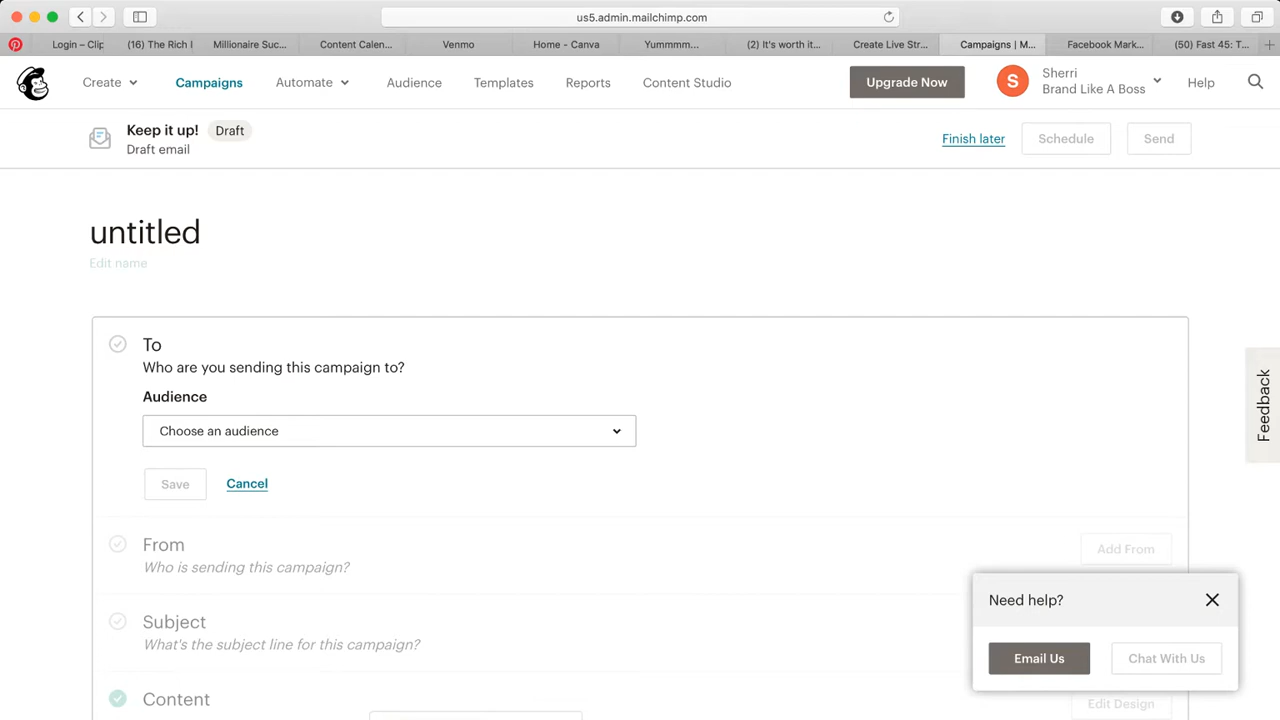 us5.admin.mailchimp.com
Login – Clip
(16) The Rich I
Millionaire Suc...
Content Calen...
Venmo
Home - Canva
Yummmm...
(2) It's worth it...
Create Live Str...
Campaigns | M...
Facebook Mark...
(50) Fast 45: T...
Create
Campaigns
Automate
Audience
Templates
Reports
Content Studio
Upgrade Now
S
Sherri
Brand Like A Boss
Help
Keep it up!
Draft
Draft email
Finish later
Schedule
Send
untitled
Edit name
To
Who are you sending this campaign to?
Audience
Choose an audience
Save
Cancel
Feedback
From
Who is sending this campaign?
Add From
Subject
What's the subject line for this campaign?
Need help?
Email Us
Chat With Us
Content
Edit Design